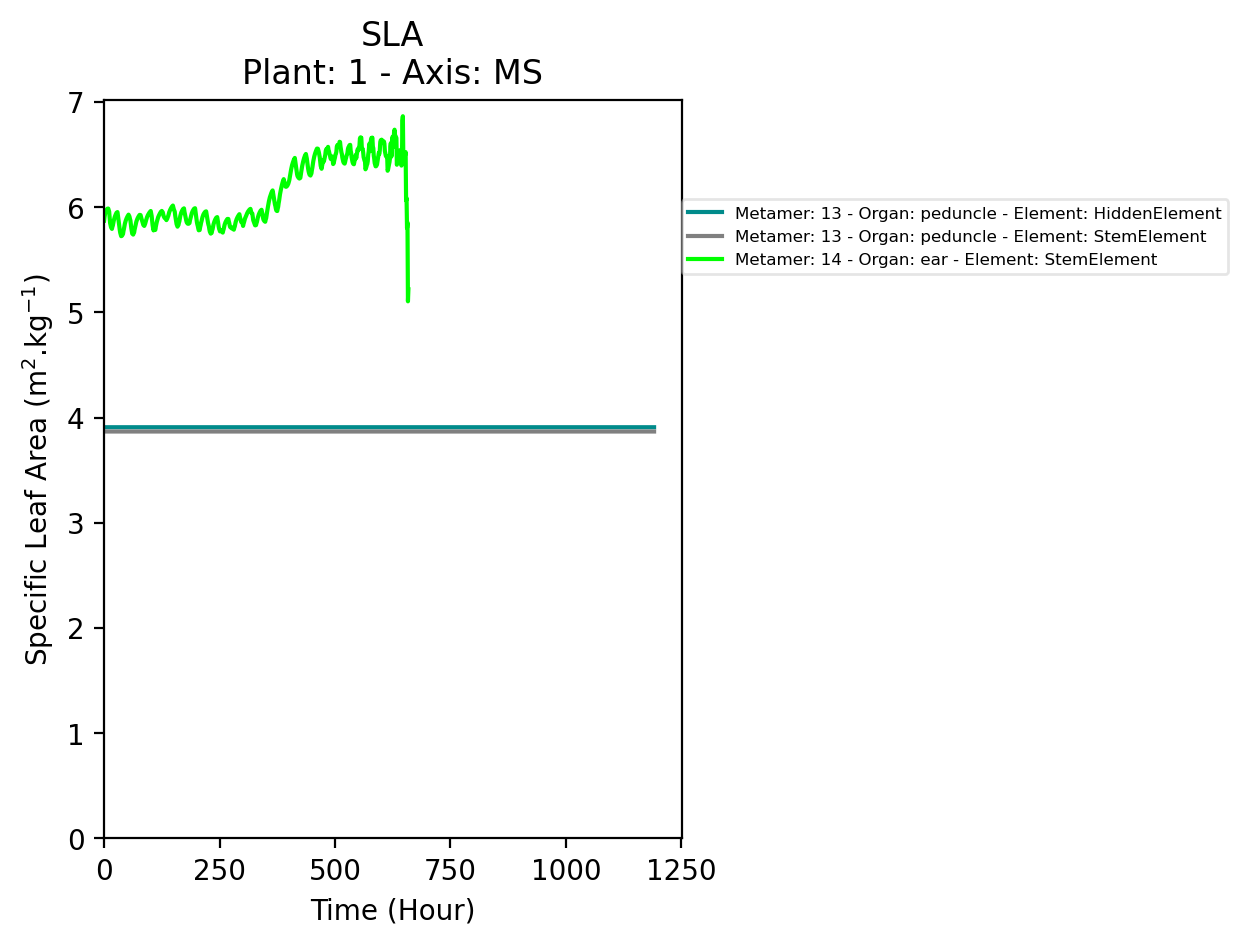 SLA
Plant: 1 - Axis: MS
7
6
5
4
3
2
1
0
Specific Leaf Area (m².kg⁻¹)
Metamer: 13 - Organ: peduncle - Element: HiddenElement
Metamer: 13 - Organ: peduncle - Element: StemElement
Metamer: 14 - Organ: ear - Element: StemElement
0 250 500 750 1000 1250
Time (Hour)